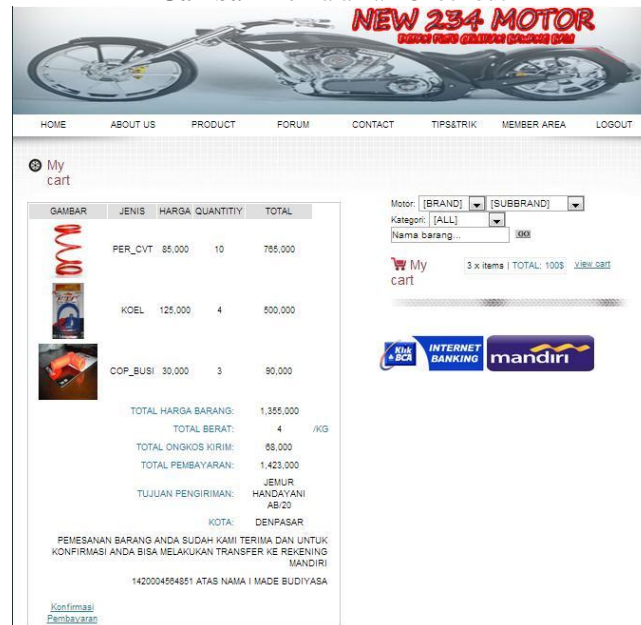 NEW 234 MOTOR
HOME ABOUT US PRODUCT FORUM CONTACT TIPS&TRIK MEMBER AREA LOGOUT
My
cart
GAMBAR JENIS HARGA QUANTITIY TOTAL
PER_CVT 85,000 10 765,000
KOEL 125,000 4 500,000
COP_BUSI 30,000 3 90,000
TOTAL HARGA BARANG: 1,355,000
TOTAL BERAT: 4 /KG
TOTAL ONGKOS KIRIM: 68,000
TOTAL PEMBAYARAN: 1,423,000
TUJUAN PENGIRIMAN: JEMUR
HANDAYANI
AB/20
KOTA: DENPASAR
PEMESANAN BARANG ANDA SUDAH KAMI TERIMA DAN UNTUK
KONFIRMASI ANDA BISA MELAKUKAN TRANSFER KE REKENING
MANDIRI
1420004564851 ATAS NAMA I MADE BUDIYASA
Konfirmasi
Pembayaran
Motor: [BRAND] [SUBBRAND]
Kategori: [ALL]
Nama barang... GO
My
cart
3 x items | TOTAL: 100$ view cart
Klik
BCA
INTERNET
BANKING
mandiri